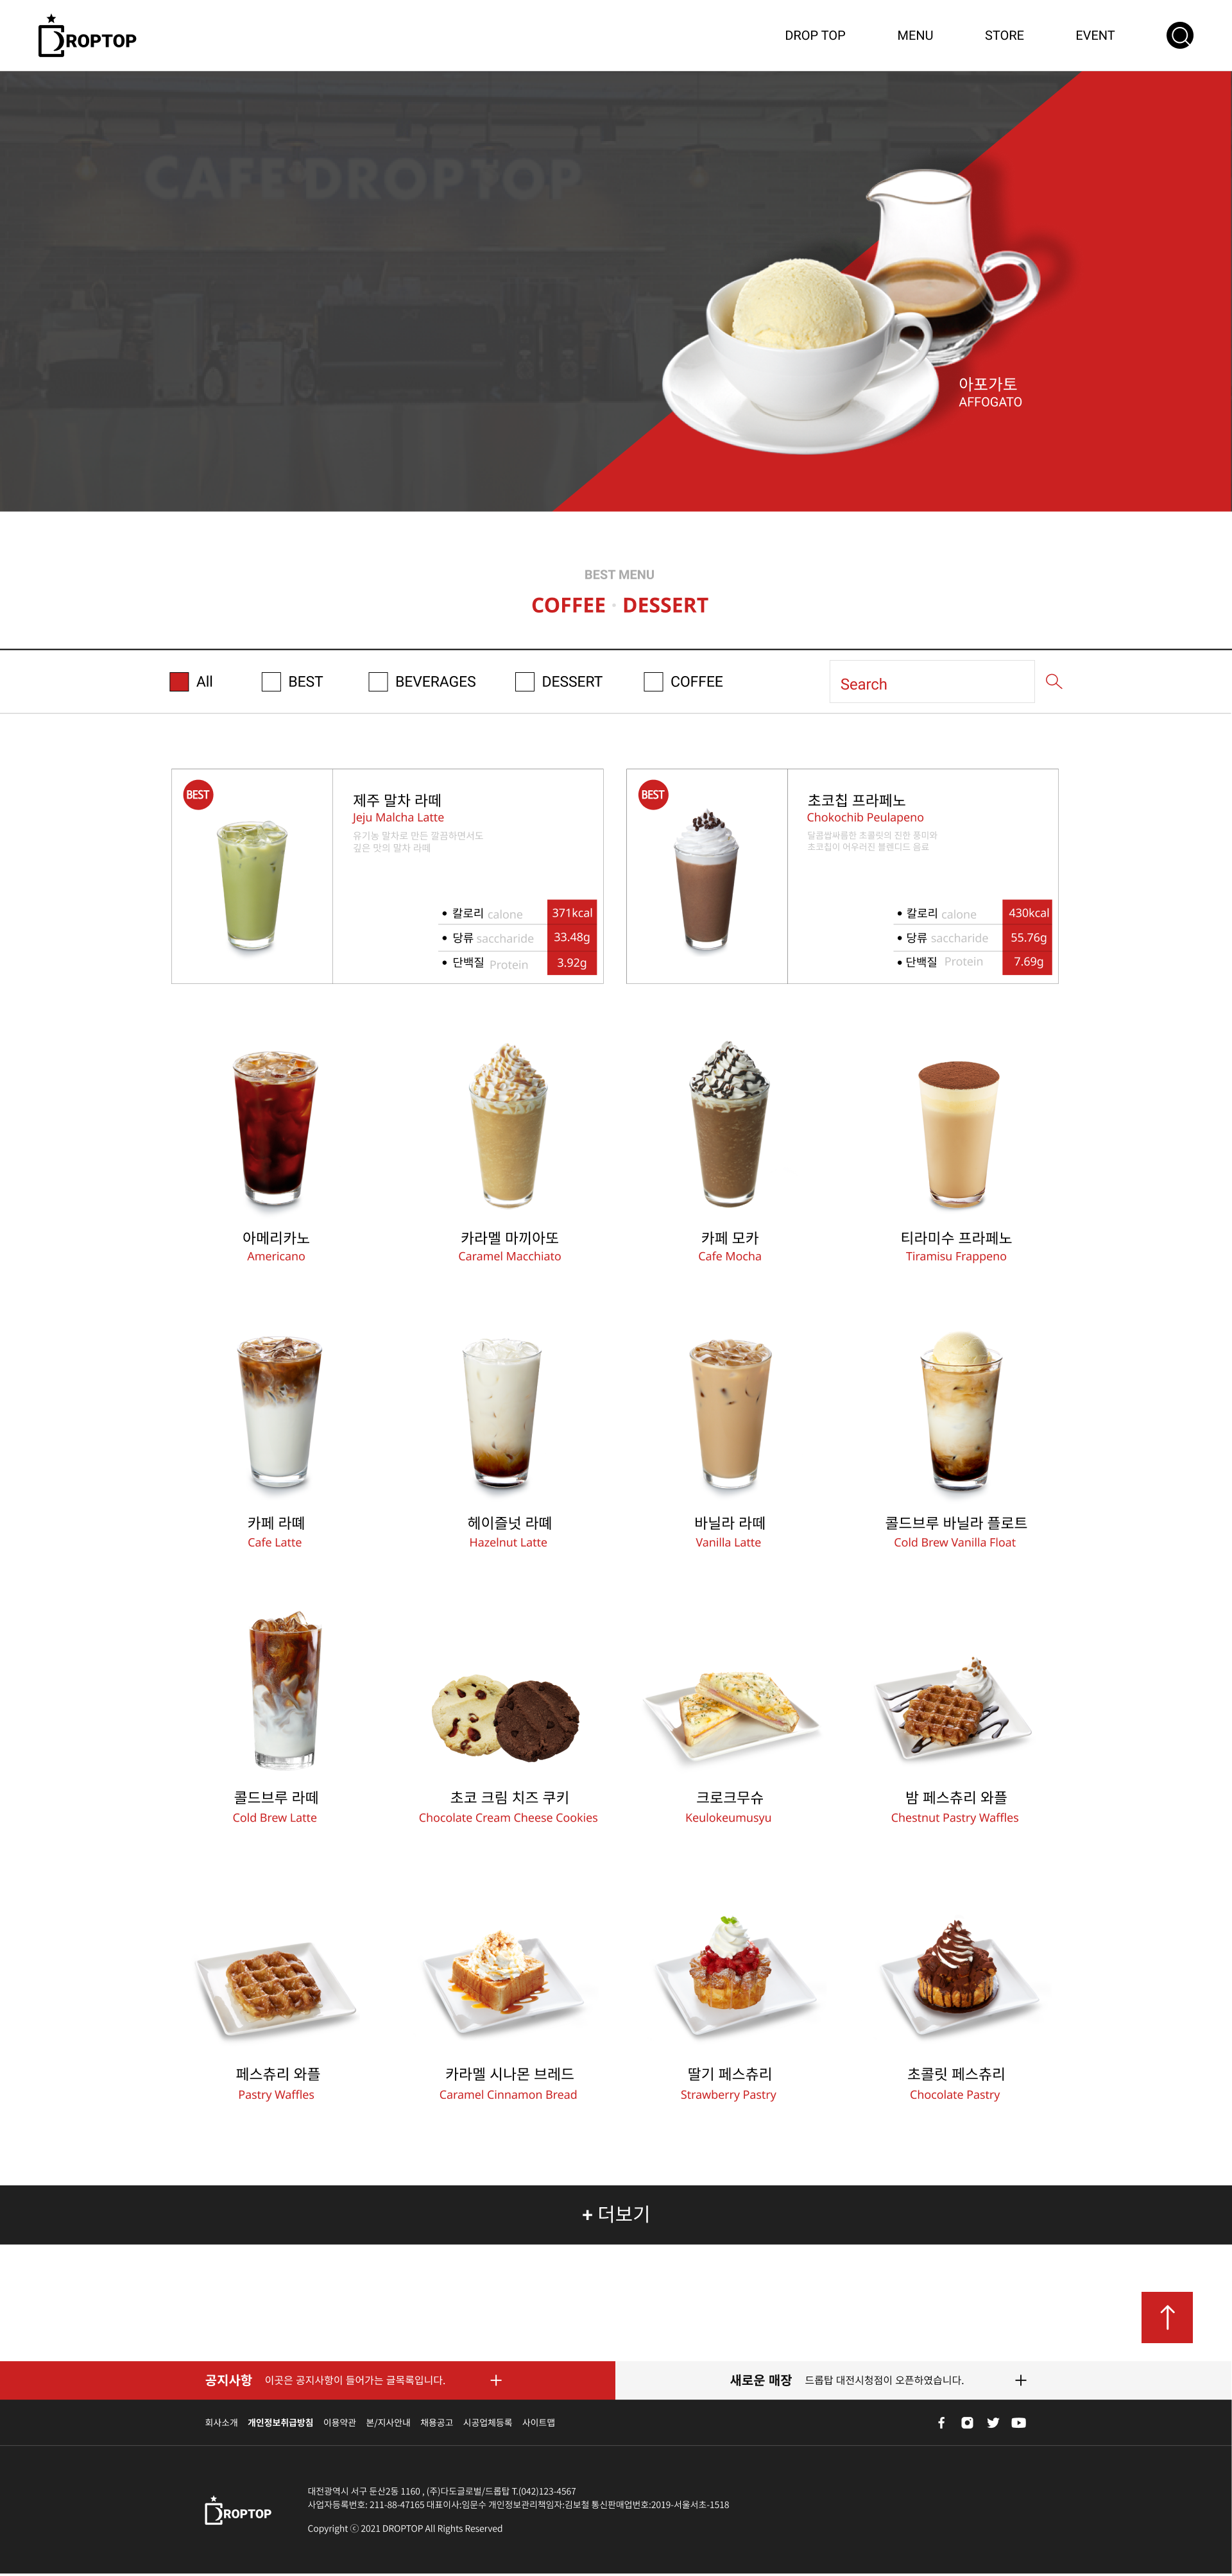 DROPTOP
DROP TOP MENU STORE EVENT
CAFE DROPTOP
아포가토
AFFOGATO
BEST MENU
COFFEE · DESSERT
All BEST BEVERAGES DESSERT COFFEE Search
BEST
제주 말차 라떼
Jeju Malcha Latte
유기농 말차로 만든 깔끔하면서도
깊은 맛의 말차 라떼
• 칼로리 calone 371kcal
• 당류 saccharide 33.48g
• 단백질 Protein 3.92g
BEST
초코칩 프라페노
Chokochib Peulapeno
달콤쌉싸름한 초콜릿의 진한 풍미와
초코칩이 어우러진 블렌디드 음료
• 칼로리 calone 430kcal
• 당류 saccharide 55.76g
• 단백질 Protein 7.69g
아메리카노 카라멜 마끼아또 카페 모카 티라미수 프라페노
Americano Caramel Macchiato Cafe Mocha Tiramisu Frappeno
카페 라떼 헤이즐넛 라떼 바닐라 라떼 콜드브루 바닐라 플로트
Cafe Latte Hazelnut Latte Vanilla Latte Cold Brew Vanilla Float
콜드브루 라떼 초코 크림 치즈 쿠키 크로크무슈 밤 페스츄리 와플
Cold Brew Latte Chocolate Cream Cheese Cookies Keulokeumusyu Chestnut Pastry Waffles
페스츄리 와플 카라멜 시나몬 브레드 딸기 페스츄리 초콜릿 페스츄리
Pastry Waffles Caramel Cinnamon Bread Strawberry Pastry Chocolate Pastry
+ 더보기
공지사항 이곳은 공지사항이 들어가는 글목록입니다. +
새로운 매장 드롭탑 대전시청점이 오픈하였습니다. +
회사소개 개인정보취급방침 이용약관 본/지사안내 채용공고 시공업체등록 사이트맵
DROPTOP
대전광역시 서구 둔산2동 1160 , (주)다도글로벌/드롭탑 T.(042)123-4567
사업자등록번호: 211-88-47165 대표이사:임문수 개인정보관리책임자:김보철 통신판매업번호:2019-서울서초-1518
Copyright ⓒ 2021 DROPTOP All Rights Reserved